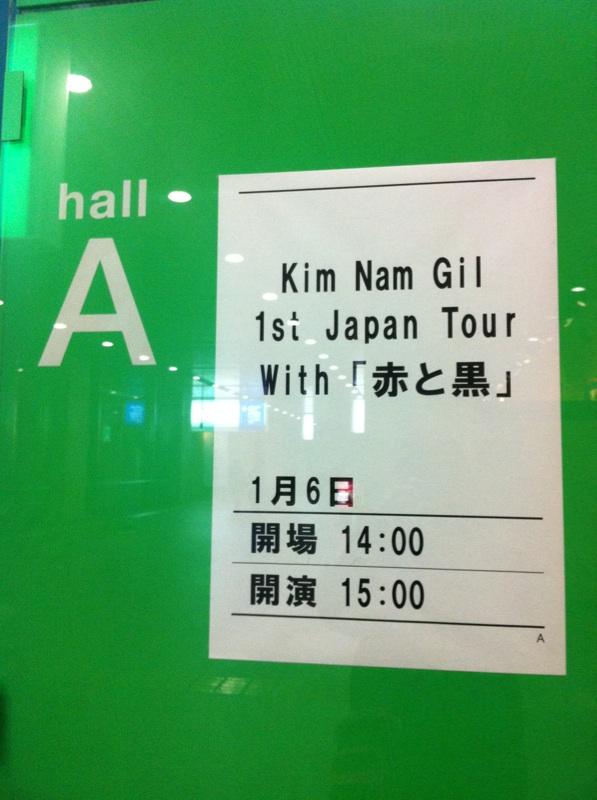 hall
A
Kim Nam Gil
1st Japan Tour
With「赤と黒」
1月6日
開場 14:00
開演 15:00
A